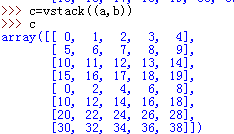 >>> c=vstack((a,b))
>>> c
array([[ 0,  1,  2,  3,  4],
       [ 5,  6,  7,  8,  9],
       [10, 11, 12, 13, 14],
       [15, 16, 17, 18, 19],
       [ 0,  2,  4,  6,  8],
       [10, 12, 14, 16, 18],
       [20, 22, 24, 26, 28],
       [30, 32, 34, 36, 38]])